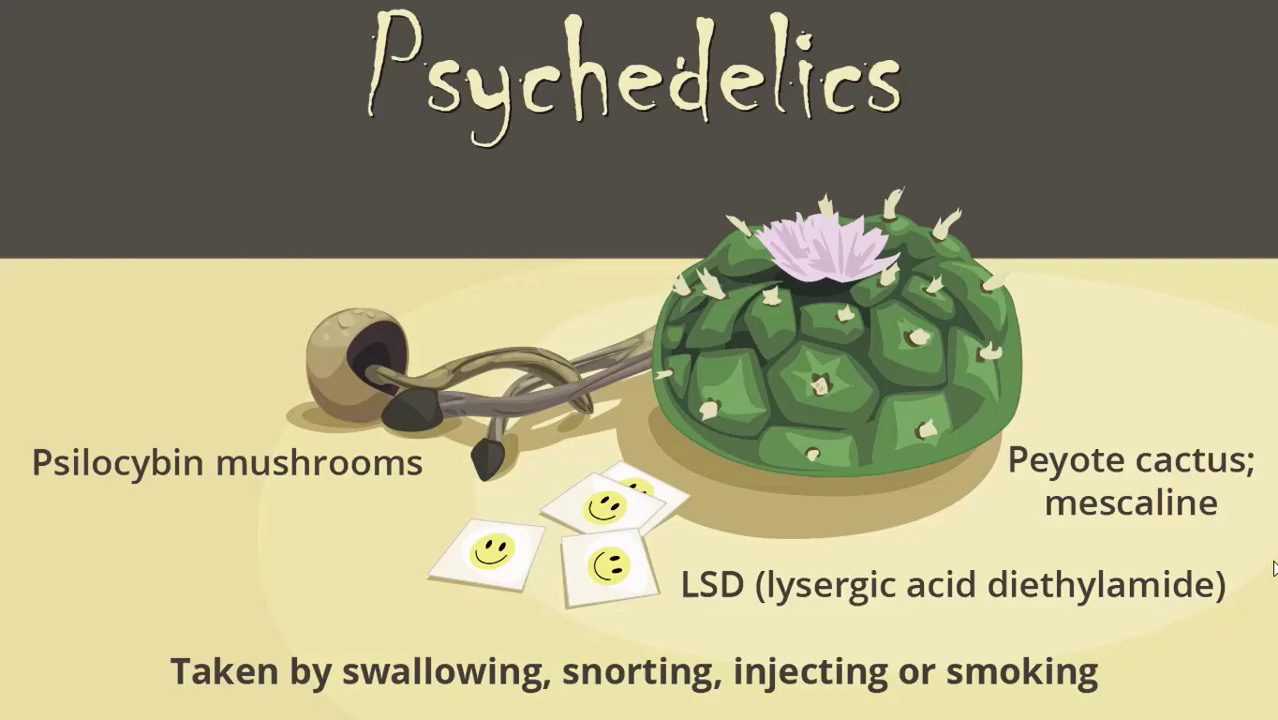 Psychedelics
Psilocybin mushrooms
Peyote cactus;
mescaline
LSD (lysergic acid diethylamide)
Taken by swallowing, snorting, injecting or smoking